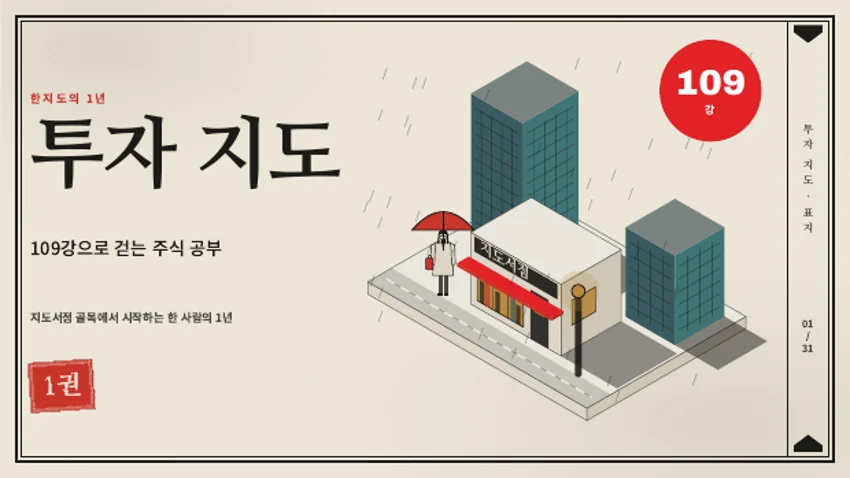 한지도의 1년
투자 지도
109강으로 걷는 주식 공부
지도서점 골목에서 시작하는 한 사람의 1년
1권
지도서점
109
강
투자 지도 · 표지
01
/
31